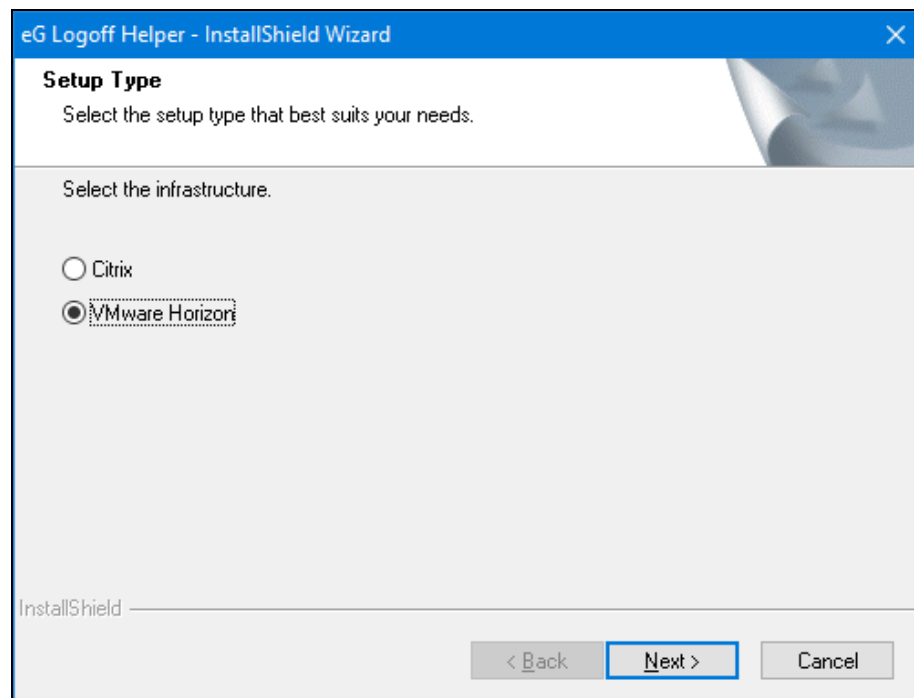 eG Logoff Helper - InstallShield Wizard
Setup Type
Select the setup type that best suits your needs.
Select the infrastructure.
Citrix
VMware Horizon
InstallShield
< Back
Next >
Cancel